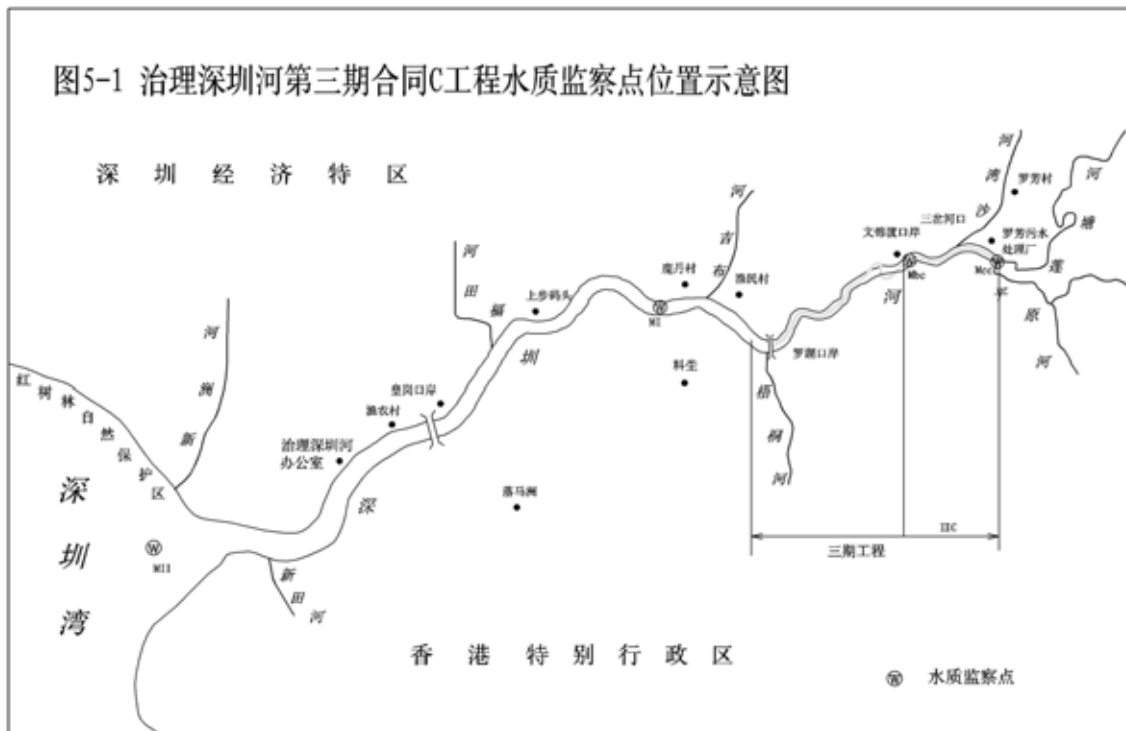 图5-1 治理深圳河第三期合同C工程水质监察点位置示意图
深 圳 经 济 特 区
河湾沙
罗芳村
河塘莲
三岔河口
文锦渡口岸
罗芳污水
处理厂
Mbc
Mcc
平原河
河吉布
鹿丹村
渔民村
河田福
上步码头
MI
深圳河
罗湖口岸
梧桐河
料坐
皇岗口岸
渔农村
河洲新
治理深圳河
办公室
落马洲
红树林自然保护区
深圳湾
MII
新田河
IIC
三期工程
香 港 特 别 行 政 区
水质监察点